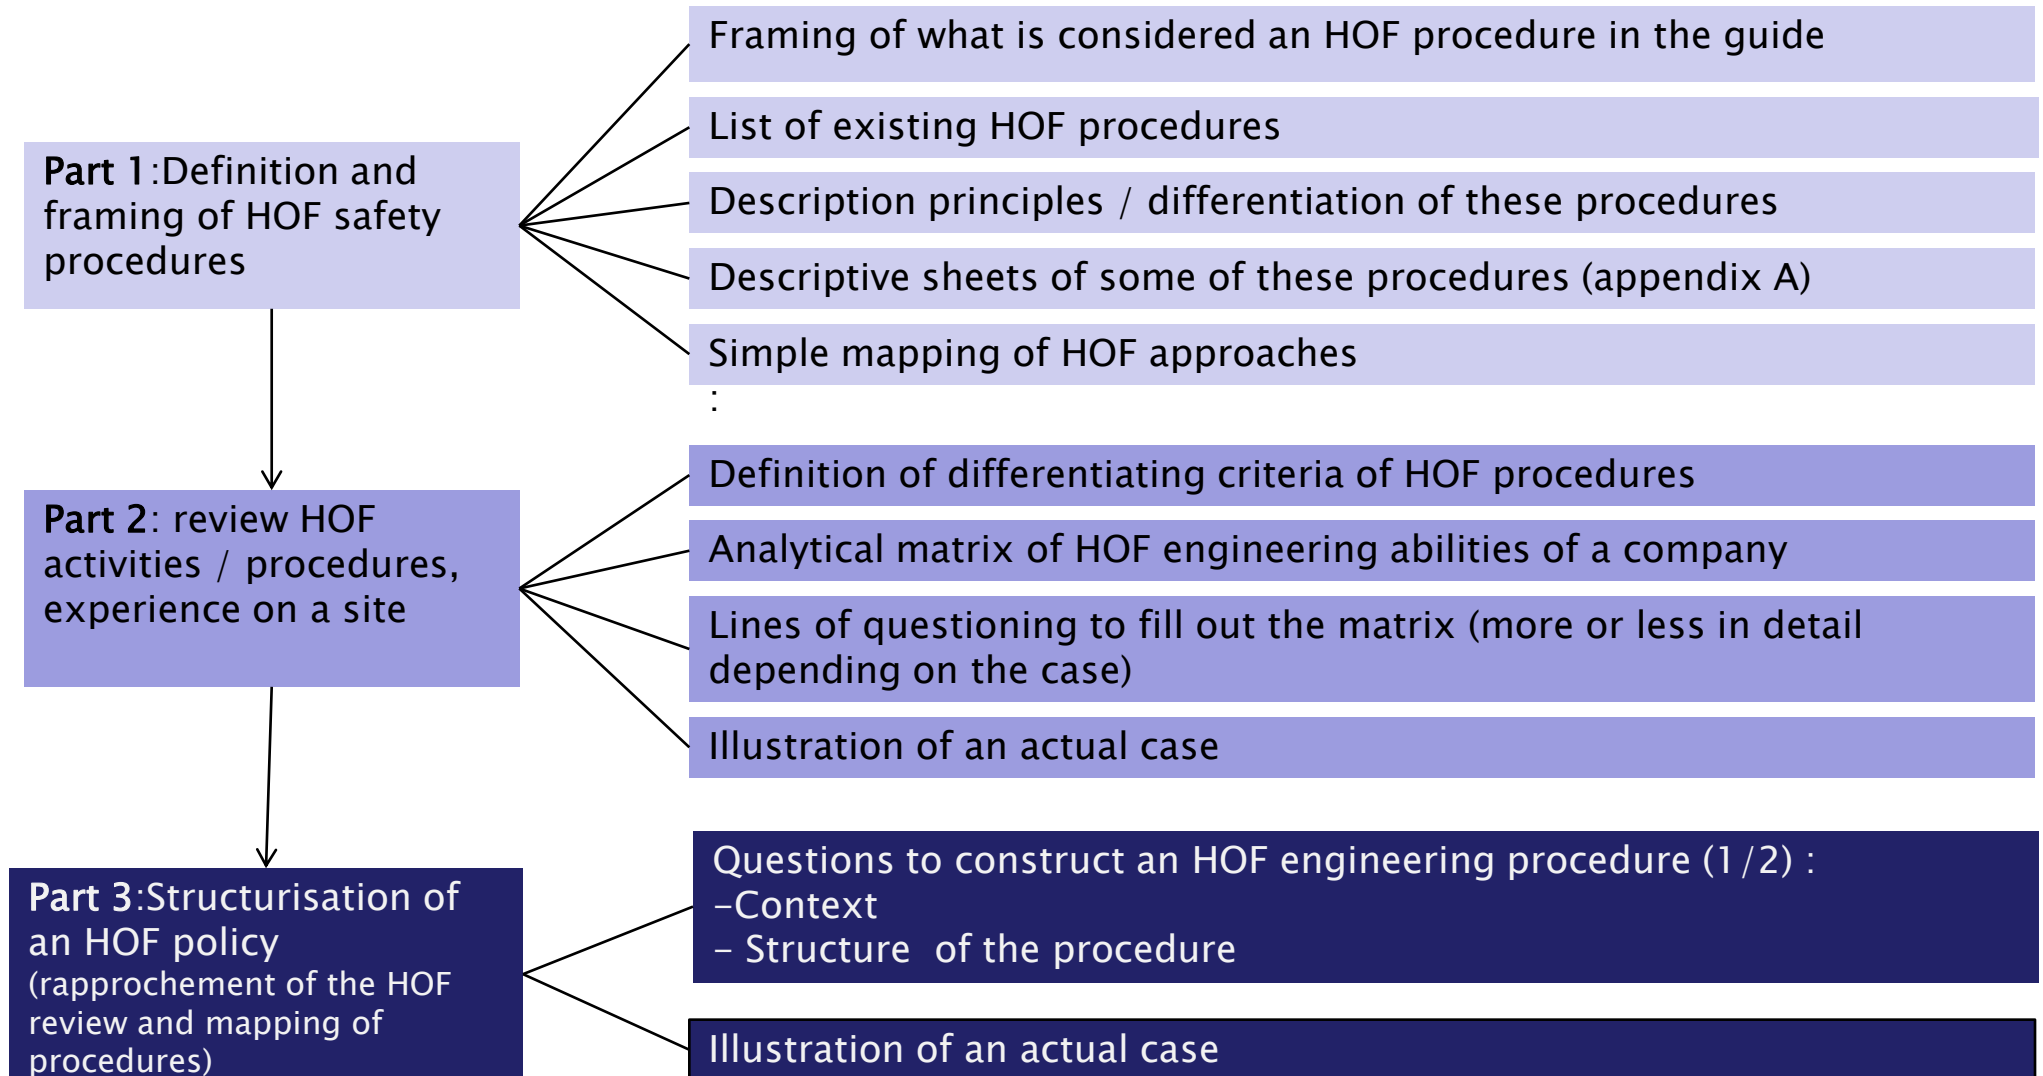 Part 1:Definition and
framing of HOF safety
procedures
Framing of what is considered an HOF procedure in the guide
List of existing HOF procedures
Description principles / differentiation of these procedures
Descriptive sheets of some of these procedures (appendix A)
Simple mapping of HOF approaches
:
Part 2: review HOF
activities / procedures,
experience on a site
Definition of differentiating criteria of HOF procedures
Analytical matrix of HOF engineering abilities of a company
Lines of questioning to fill out the matrix (more or less in detail
depending on the case)
Illustration of an actual case
Part 3:Structurisation of
an HOF policy
(rapprochement of the HOF
review and mapping of
procedures)
Questions to construct an HOF engineering procedure (1/2) :
-Context
- Structure of the procedure
Illustration of an actual case